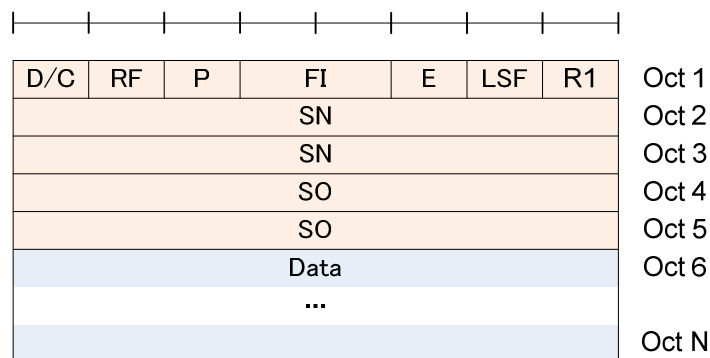 D/C RF P FI E LSF R1 Oct 1
SN Oct 2
SN Oct 3
SO Oct 4
SO Oct 5
Data Oct 6
...
Oct N